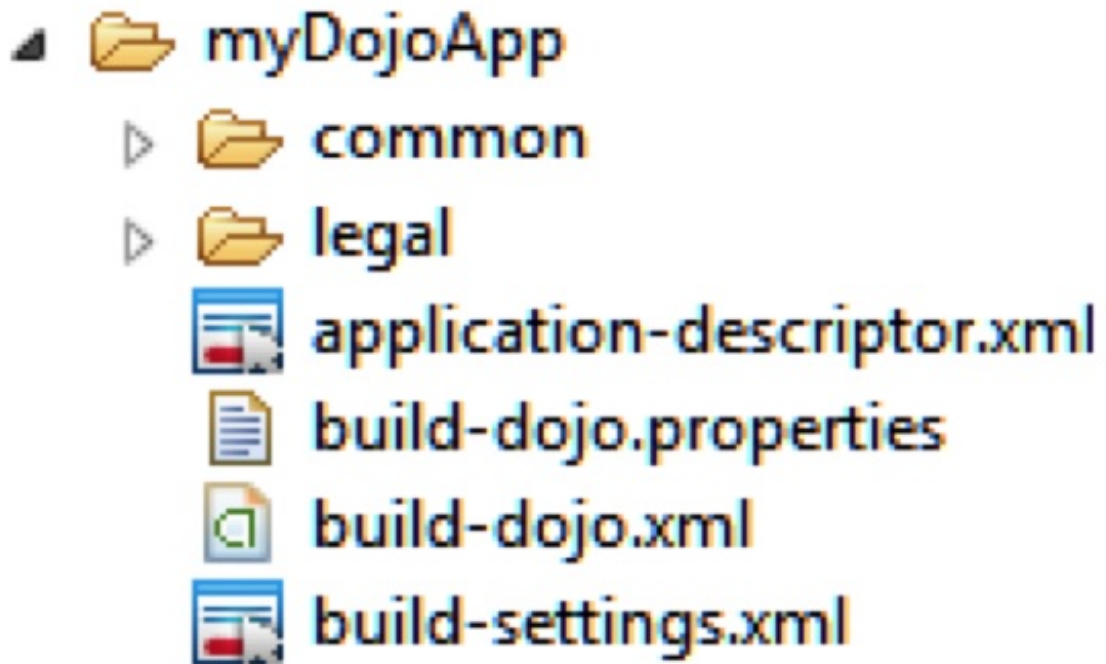 myDojoApp
common
legal
application-descriptor.xml
build-dojo.properties
build-dojo.xml
build-settings.xml